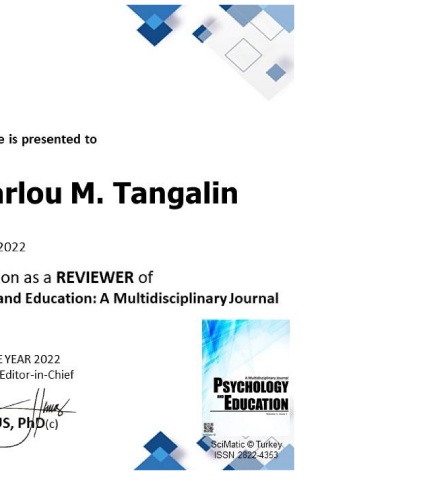 e is presented to
arlou M. Tangalin
2022
on as a REVIEWER of
and Education: A Multidisciplinary Journal
E YEAR 2022
Editor-in-Chief
US, PhD(c)
A Multidisciplinary Journal
PSYCHOLOGY
AND EDUCATION
SciMatic © Turkey
ISSN 2822-4353